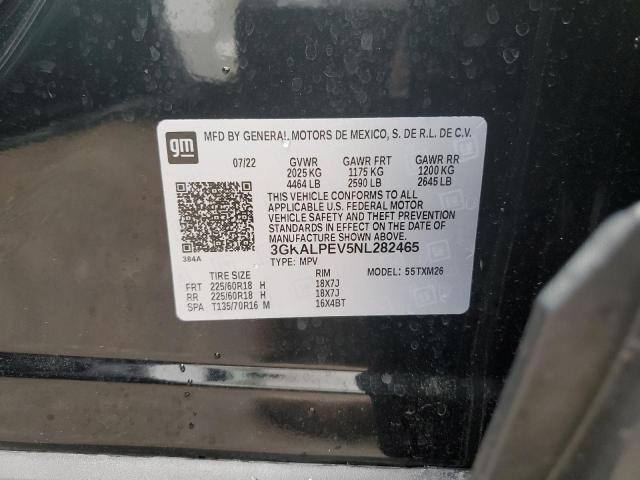 gm MFD BY GENERAL MOTORS DE MEXICO, S. DE R.L. DE C.V.
07/22 GVWR GAWR FRT GAWR RR
2025 KG 1175 KG 1200 KG
4464 LB 2590 LB 2645 LB
THIS VEHICLE CONFORMS TO ALL
APPLICABLE U.S. FEDERAL MOTOR
VEHICLE SAFETY AND THEFT PREVENTION
STANDARDS IN EFFECT ON THE DATE OF
MANUFACTURE SHOWN ABOVE.
3GKALPEV5NL282465
384A TYPE: MPV MODEL: 55TXM26
TIRE SIZE RIM
FRT 225/60R18 H 18X7J
RR 225/60R18 H 18X7J
SPA T135/70R16 M 16X4BT